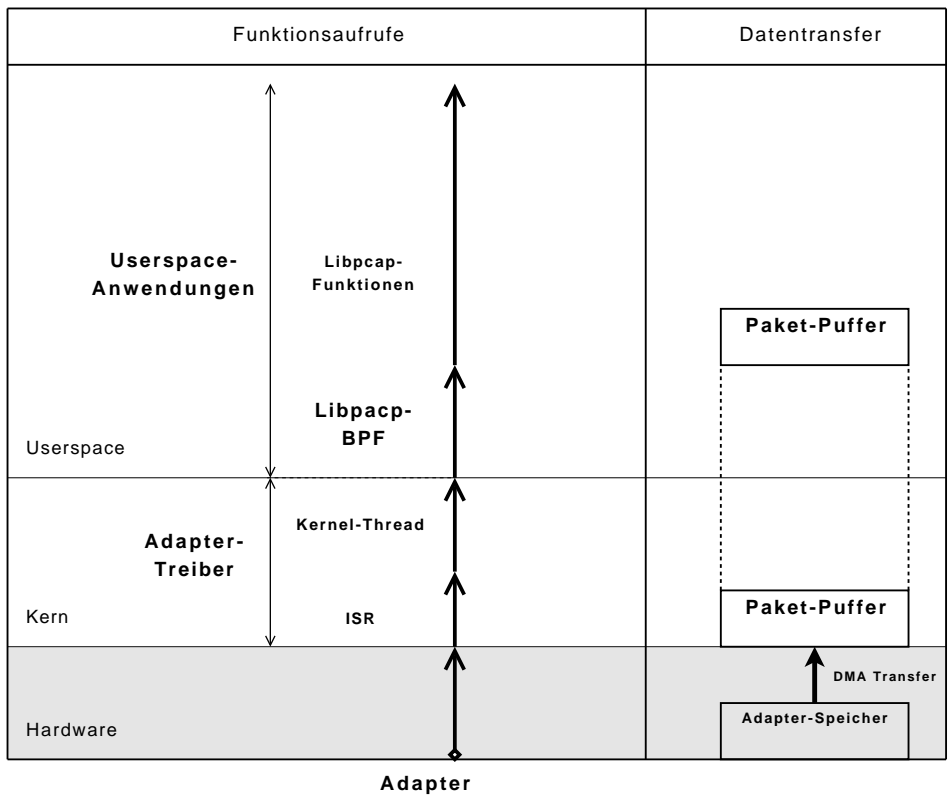 Funktionsaufrufe
Datentransfer
Userspace-
Anwendungen
Libpcap-
Funktionen
Paket-Puffer
Libpacp-
BPF
Userspace
Kernel-Thread
Adapter-
Treiber
Paket-Puffer
Kern
ISR
DMA Transfer
Adapter-Speicher
Hardware
Adapter